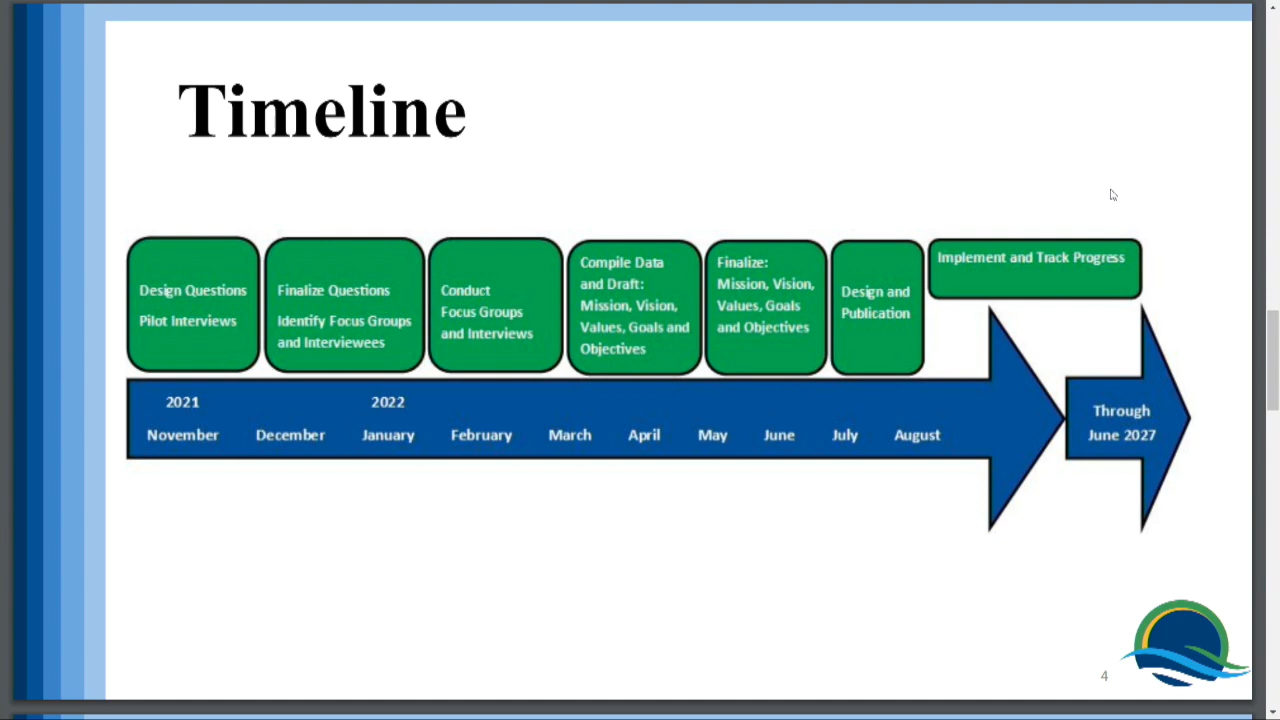 Timeline
Design Questions
Pilot Interviews
Finalize Questions
Identify Focus Groups
and Interviewees
Conduct
Focus Groups
and Interviews
Compile Data
and Draft:
Mission, Vision,
Values, Goals and
Objectives
Finalize:
Mission, Vision,
Values, Goals
and Objectives
Design and
Publication
Implement and Track Progress
2021 2022
November December January February March April May June July August
Through
June 2027
4